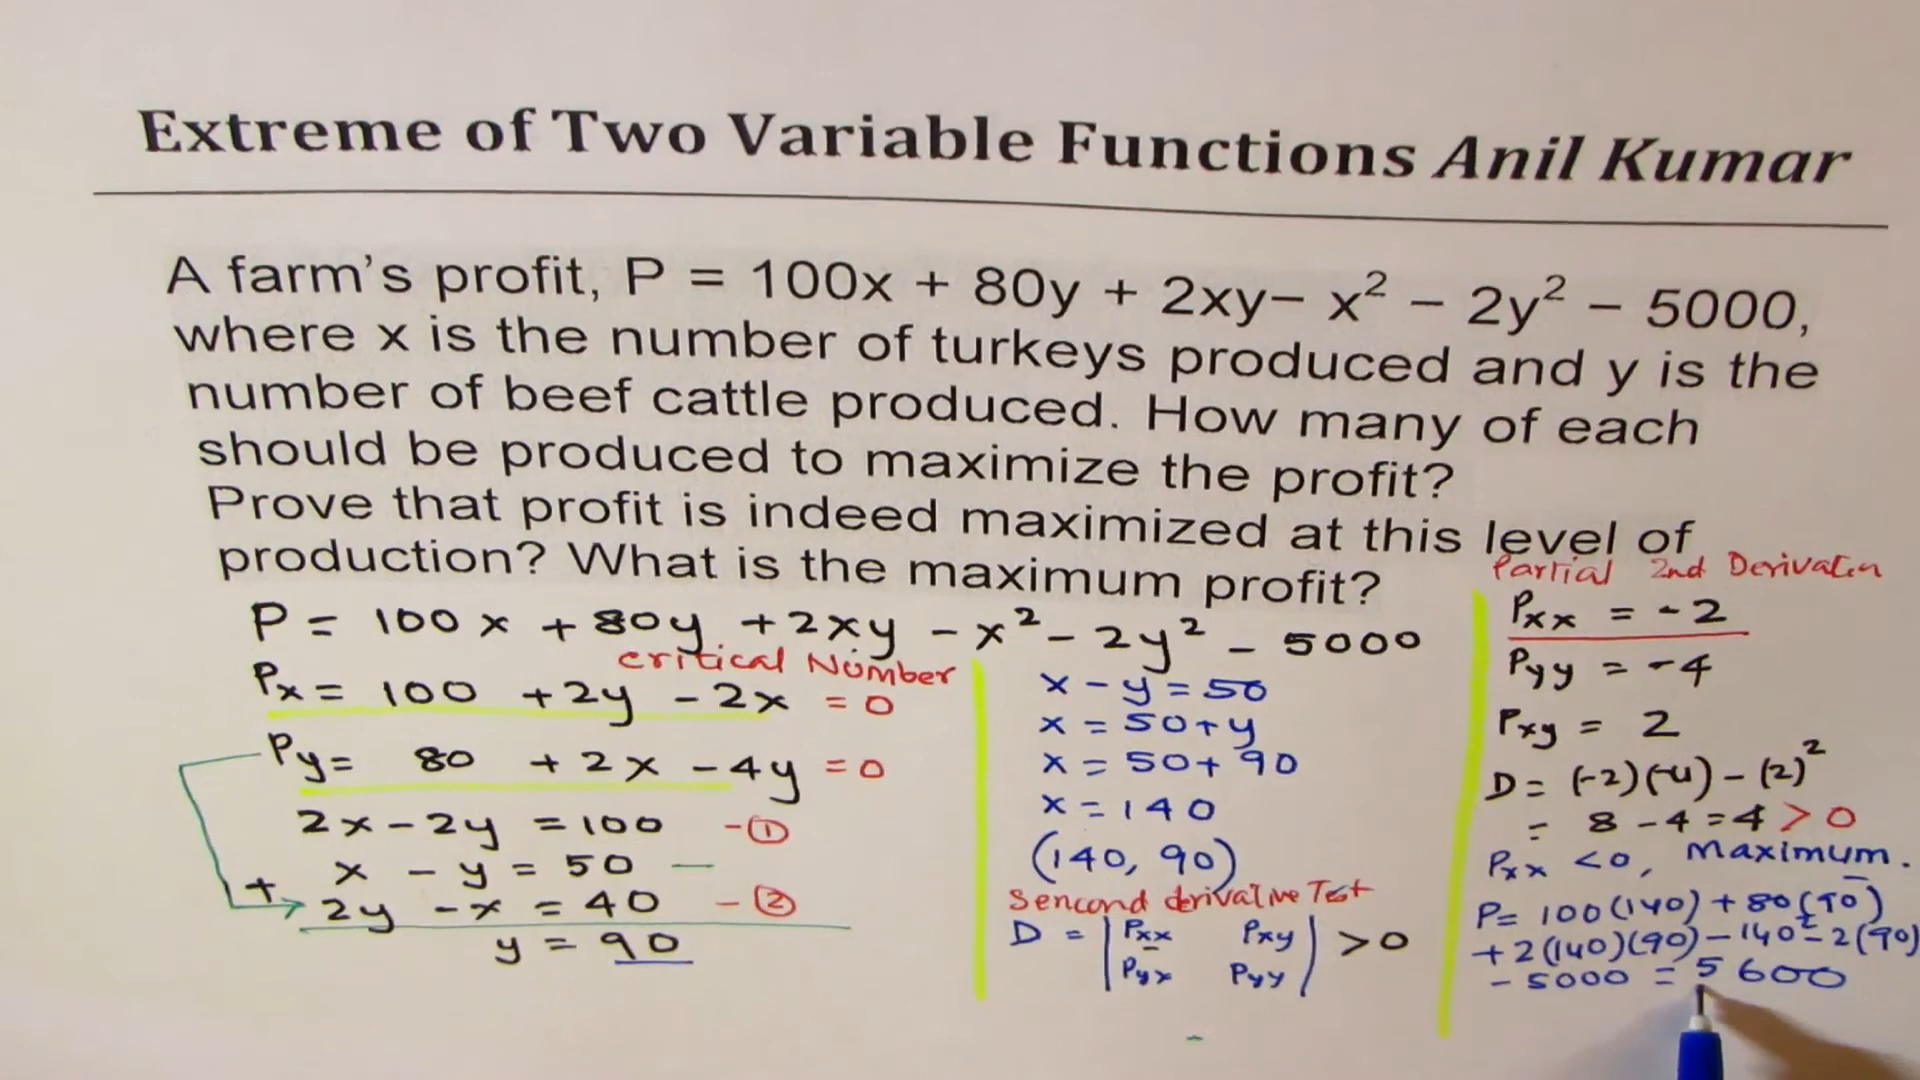 Extreme of Two Variable Functions Anil Kumar
A farm's profit, P = 100x + 80y + 2xy− x² − 2y² − 5000,
where x is the number of turkeys produced and y is the
number of beef cattle produced. How many of each
should be produced to maximize the profit?
Prove that profit is indeed maximized at this level of
production? What is the maximum profit?
P = 100x + 80y + 2xy − x² − 2y² − 5000
critical Number
Px = 100 + 2y − 2x = 0
Py = 80 + 2x − 4y = 0
2x − 2y = 100 − ①
x − y = 50 —
+ 2y − x = 40 − ②
y = 90
x − y = 50
x = 50 + y
x = 50 + 90
x = 140
(140, 90)
Sencond derivative Test
D = | Pxx Pxy | > 0
| Pyx Pyy |
Partial 2nd
Pxx = −2
Pyy = −4
Pxy = 2
D = (−2)(−4) − (2)²
= 8 − 4 = 4 > 0
Pxx < 0, Maximum.
P = 100(140) + 80(90)
+ 2(140)(90) − 140² − 2(90)
− 5000 = 5600